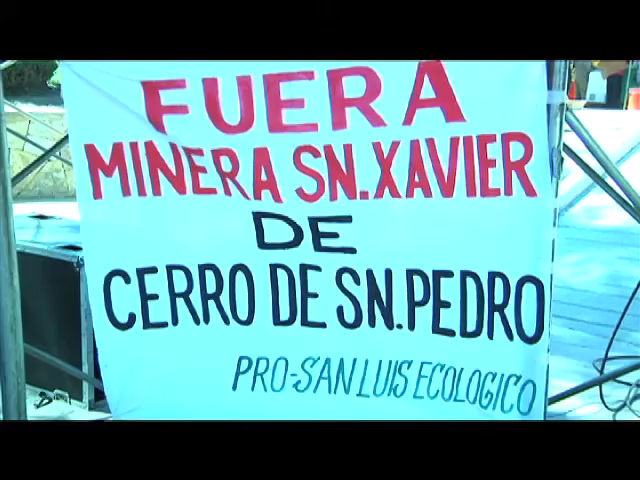 FUERA
MINERA SN.XAVIER
DE
CERRO DE SN.PEDRO
PRO-SAN LUIS ECOLOGICO